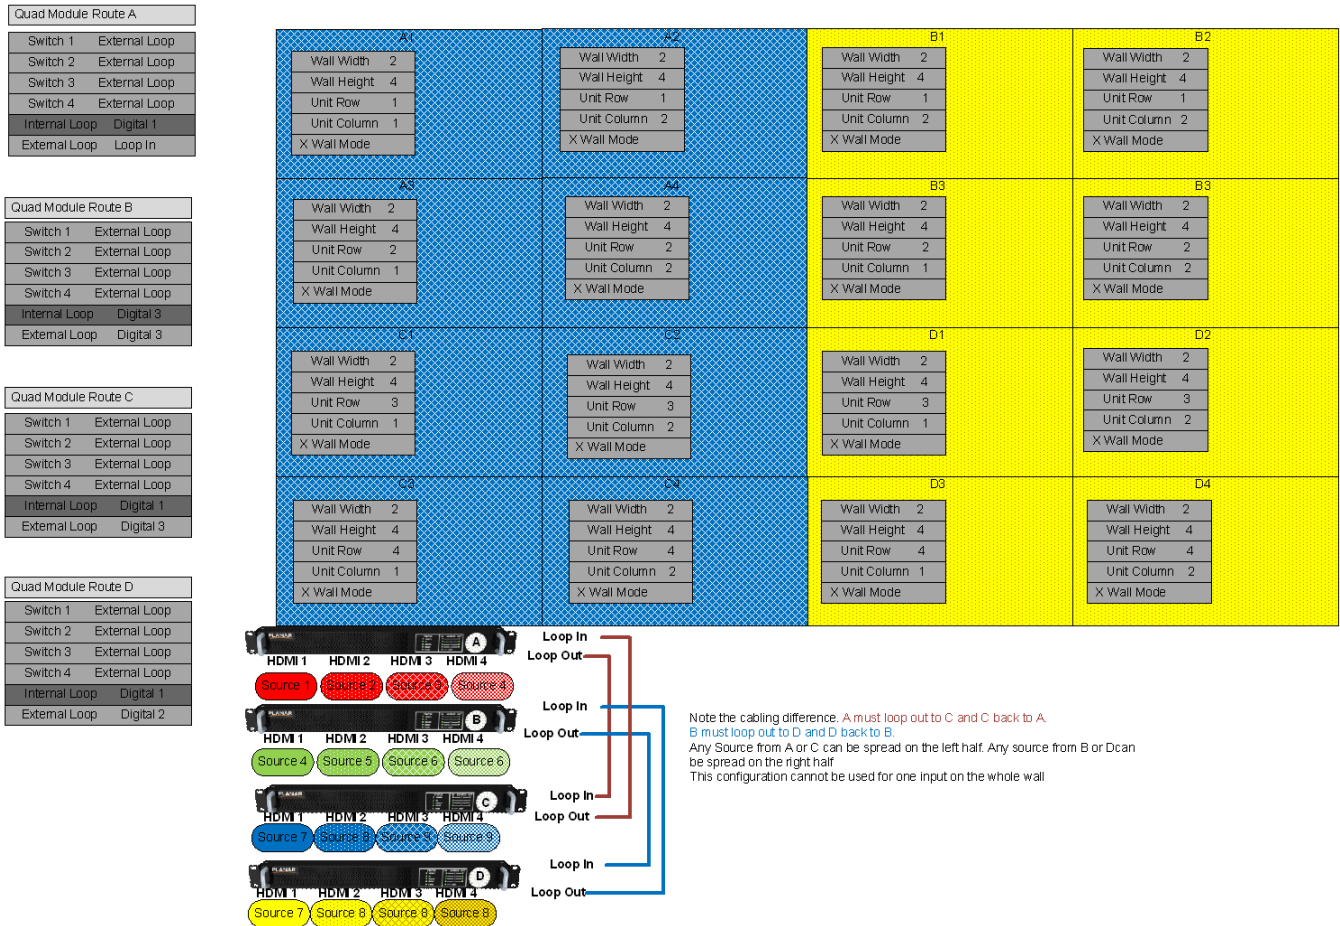 Quad Module Route A
Switch 1 External Loop
Switch 2 External Loop
Switch 3 External Loop
Switch 4 External Loop
Internal Loop Digital 1
External Loop Loop In
Quad Module Route B
Switch 1 External Loop
Switch 2 External Loop
Switch 3 External Loop
Switch 4 External Loop
Internal Loop Digital 3
External Loop Digital 3
Quad Module Route C
Switch 1 External Loop
Switch 2 External Loop
Switch 3 External Loop
Switch 4 External Loop
Internal Loop Digital 1
External Loop Digital 3
Quad Module Route D
Switch 1 External Loop
Switch 2 External Loop
Switch 3 External Loop
Switch 4 External Loop
Internal Loop Digital 1
External Loop Digital 2
A1
Wall Width 2
Wall Height 4
Unit Row 1
Unit Column 1
X Wall Mode
A2
Wall Width 2
Wall Height 4
Unit Row 1
Unit Column 2
X Wall Mode
B1
Wall Width 2
Wall Height 4
Unit Row 1
Unit Column 2
X Wall Mode
B2
Wall Width 2
Wall Height 4
Unit Row 1
Unit Column 2
X Wall Mode
A3
Wall Width 2
Wall Height 4
Unit Row 2
Unit Column 1
X Wall Mode
A4
Wall Width 2
Wall Height 4
Unit Row 2
Unit Column 2
X Wall Mode
B3
Wall Width 2
Wall Height 4
Unit Row 2
Unit Column 1
X Wall Mode
B3
Wall Width 2
Wall Height 4
Unit Row 2
Unit Column 2
X Wall Mode
C1
Wall Width 2
Wall Height 4
Unit Row 3
Unit Column 1
X Wall Mode
C2
Wall Width 2
Wall Height 4
Unit Row 3
Unit Column 2
X Wall Mode
D1
Wall Width 2
Wall Height 4
Unit Row 3
Unit Column 1
X Wall Mode
D2
Wall Width 2
Wall Height 4
Unit Row 3
Unit Column 2
X Wall Mode
C3
Wall Width 2
Wall Height 4
Unit Row 4
Unit Column 1
X Wall Mode
C4
Wall Width 2
Wall Height 4
Unit Row 4
Unit Column 2
X Wall Mode
D3
Wall Width 2
Wall Height 4
Unit Row 4
Unit Column 1
X Wall Mode
D4
Wall Width 2
Wall Height 4
Unit Row 4
Unit Column 2
X Wall Mode
PLANAR A
Loop In
Loop Out
HDMI 1 HDMI 2 HDMI 3 HDMI 4
Source 1 Source 2 Source 3 Source 4
PLANAR B
Loop In
Loop Out
HDMI 1 HDMI 2 HDMI 3 HDMI 4
Source 4 Source 5 Source 6 Source 6
PLANAR C
Loop In
Loop Out
HDMI 1 HDMI 2 HDMI 3 HDMI 4
Source 7 Source 8 Source 9 Source 9
PLANAR D
Loop In
Loop Out
HDMI 1 HDMI 2 HDMI 3 HDMI 4
Source 7 Source 8 Source 8 Source 8
Note the cabling difference. A must loop out to C and C back to A.
B must loop out to D and D back to B.
Any Source from A or C can be spread on the left half. Any source from B or Dcan
be spread on the right half
This configuration cannot be used for one input on the whole wall